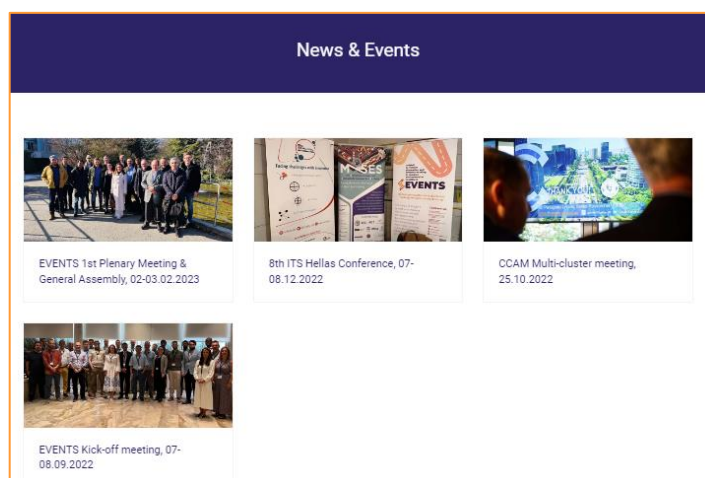 News & Events
EVENTS 1st Plenary Meeting &
General Assembly, 02-03.02.2023
EVENTS
8th ITS Hellas Conference, 07-
08.12.2022
CCAM Multi-cluster meeting,
25.10.2022
EVENTS Kick-off meeting, 07-
08.09.2022